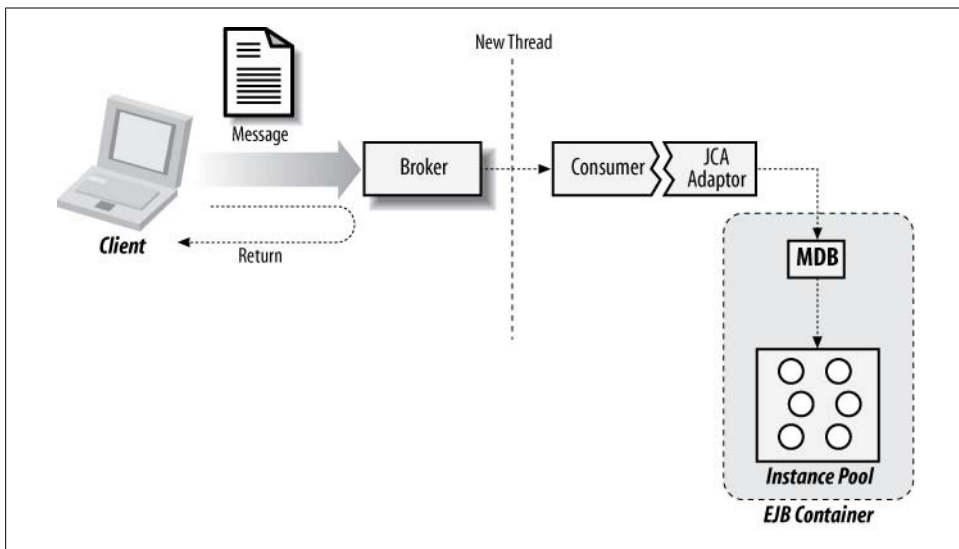 New Thread
Message
Broker
Consumer
JCA
Adaptor
Client
Return
MDB
Instance Pool
EJB Container